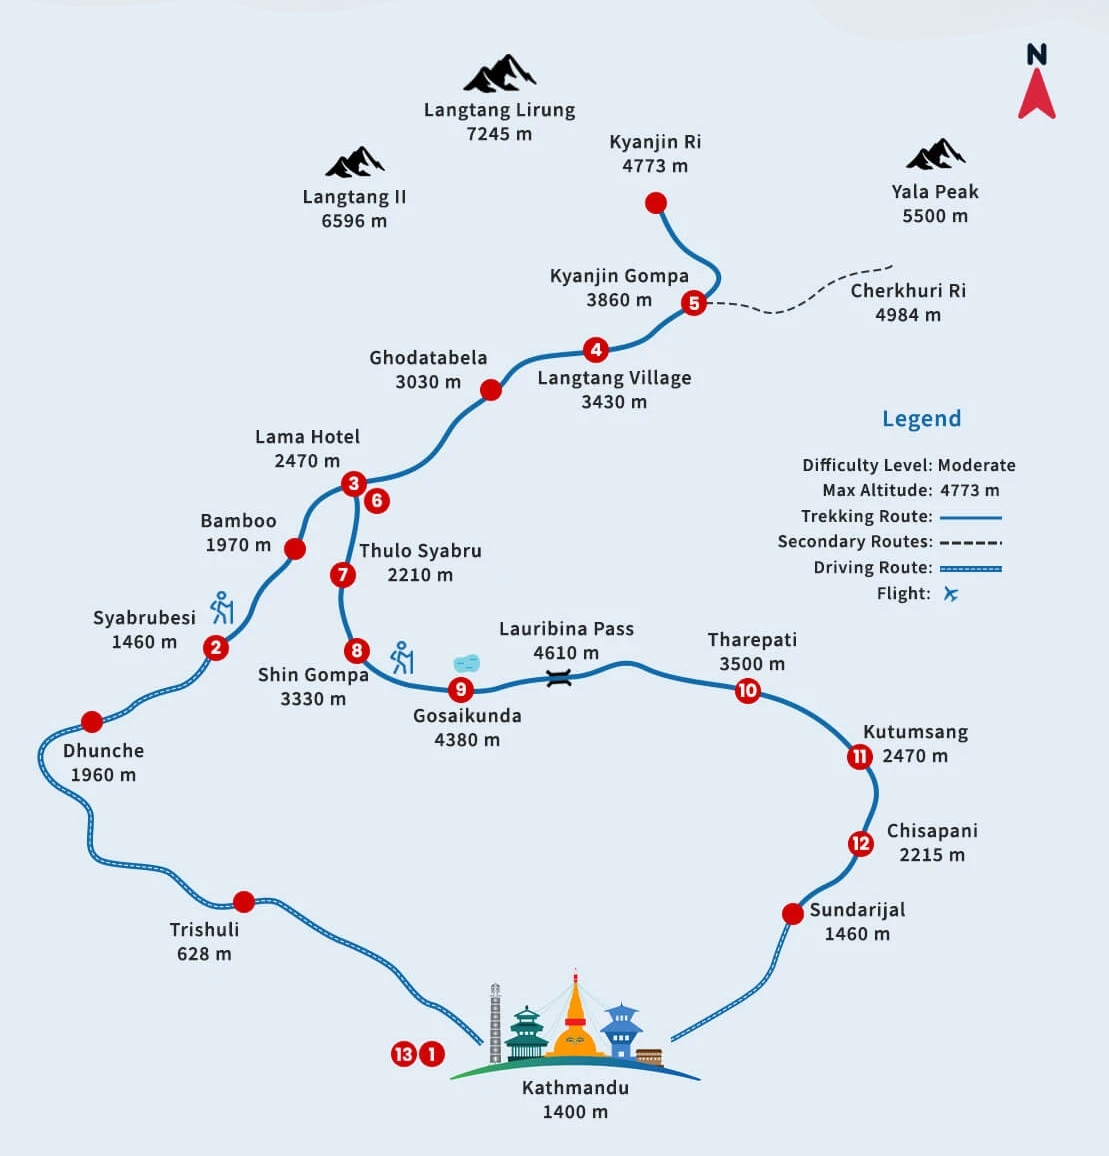 N
Langtang Lirung
7245 m
Kyanjin Ri
4773 m
Langtang II
6596 m
Yala Peak
5500 m
Kyanjin Gompa
3860 m
5
Cherkhuri Ri
4984 m
4
Ghodatabela
3030 m
Langtang Village
3430 m
Legend
Difficulty Level: Moderate
Max Altitude: 4773 m
Trekking Route:
Secondary Routes:
Driving Route:
Flight:
Lama Hotel
2470 m
3
6
Bamboo
1970 m
Thulo Syabru
2210 m
7
Syabrubesi
1460 m
2
8
Shin Gompa
3330 m
Lauribina Pass
4610 m
9
Gosaikunda
4380 m
Tharepati
3500 m
10
Kutumsang
2470 m
11
Dhunche
1960 m
12
Chisapani
2215 m
Sundarijal
1460 m
Trishuli
628 m
13 1
Kathmandu
1400 m